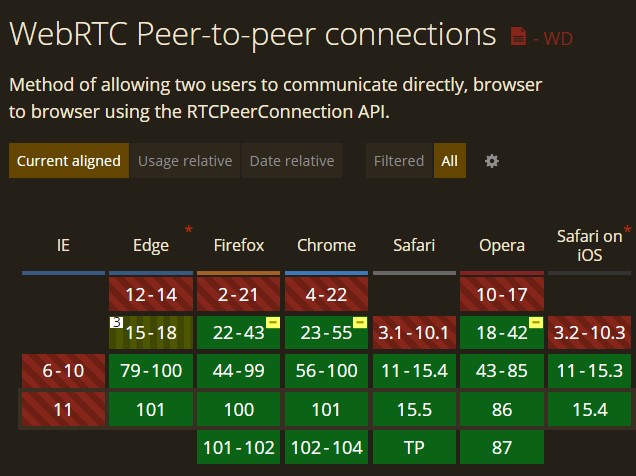 WebRTC Peer-to-peer connections - WD
Method of allowing two users to communicate directly, browser
to browser using the RTCPeerConnection API.
Current aligned Usage relative Date relative Filtered All
IE Edge * Firefox Chrome Safari Opera Safari on iOS *
12-14 2-21 4-22 10-17
3 15-18 22-43 - 23-55 - 3.1-10.1 18-42 - 3.2-10.3
6-10 79-100 44-99 56-100 11-15.4 43-85 11-15.3
11 101 100 101 15.5 86 15.4
101-102 102-104 TP 87